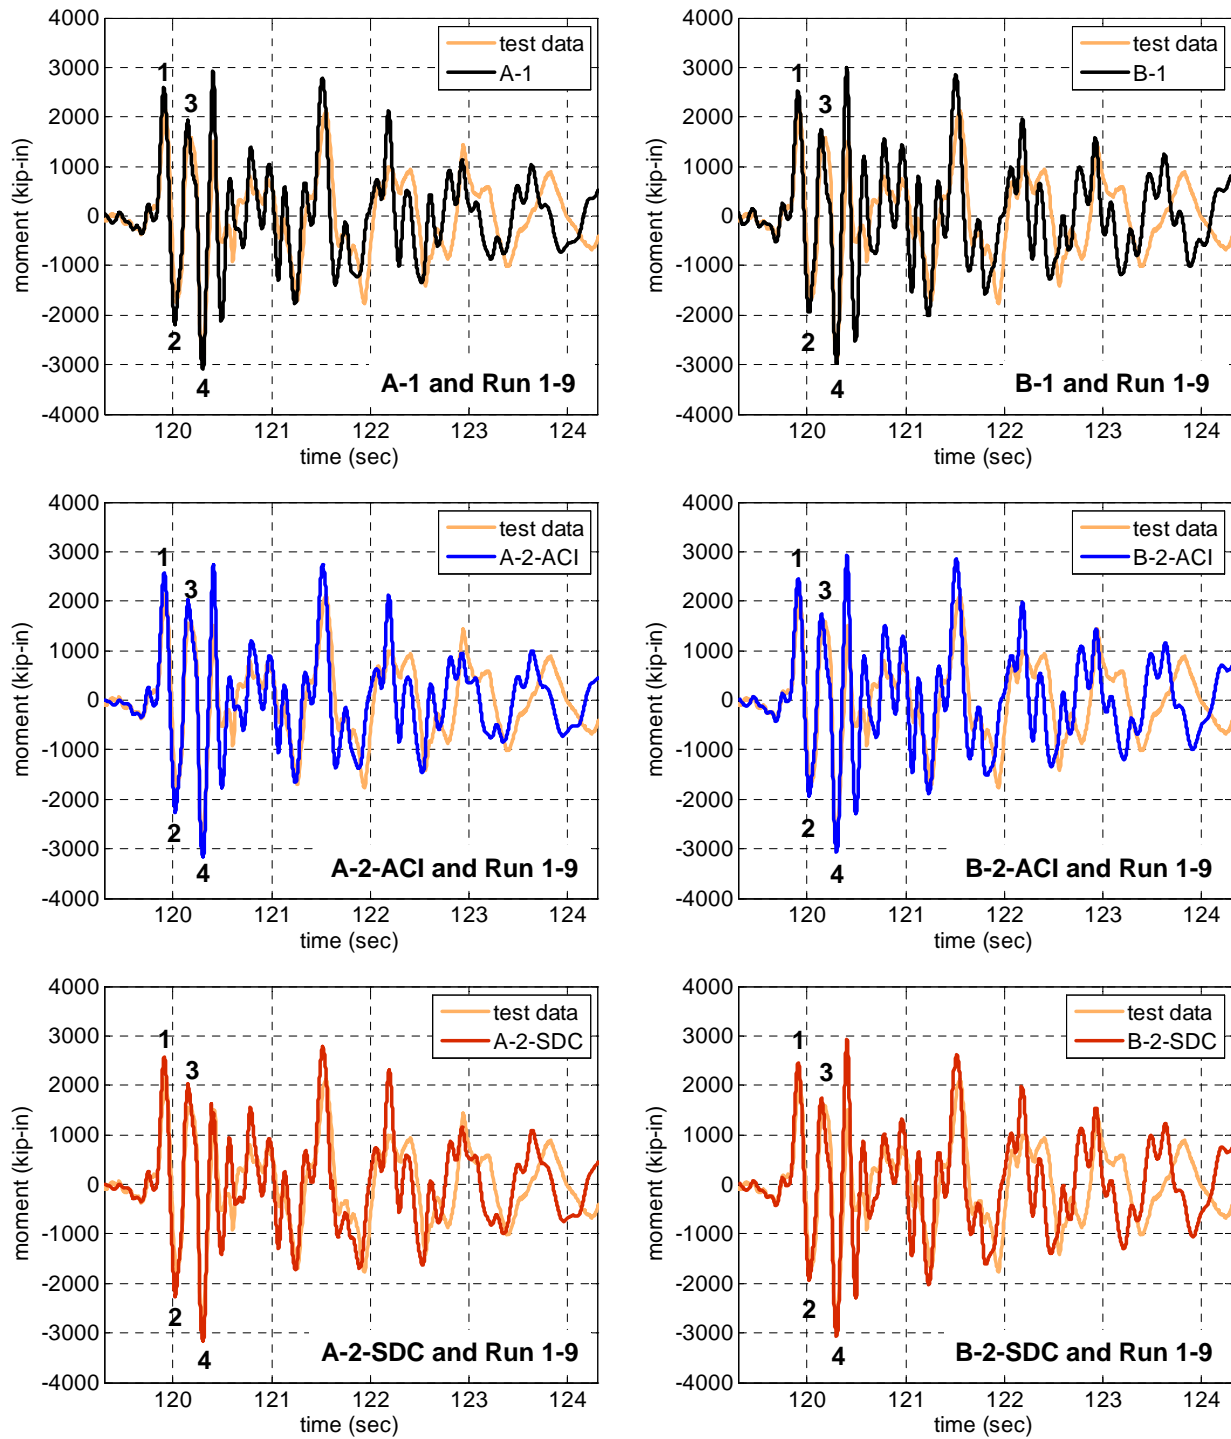 4000
3000
2000
1000
0
-1000
-2000
-3000
-4000
moment (kip-in)
test data
A-1
1
3
2
4
A-1 and Run 1-9
120 121 122 123 124
time (sec)
4000
3000
2000
1000
0
-1000
-2000
-3000
-4000
moment (kip-in)
test data
B-1
1
3
2
4
B-1 and Run 1-9
120 121 122 123 124
time (sec)
4000
3000
2000
1000
0
-1000
-2000
-3000
-4000
moment (kip-in)
test data
A-2-ACI
1
3
2
4
A-2-ACI and Run 1-9
120 121 122 123 124
time (sec)
4000
3000
2000
1000
0
-1000
-2000
-3000
-4000
moment (kip-in)
test data
B-2-ACI
1
3
2
4
B-2-ACI and Run 1-9
120 121 122 123 124
time (sec)
4000
3000
2000
1000
0
-1000
-2000
-3000
-4000
moment (kip-in)
test data
A-2-SDC
1
3
2
4
A-2-SDC and Run 1-9
120 121 122 123 124
time (sec)
4000
3000
2000
1000
0
-1000
-2000
-3000
-4000
moment (kip-in)
test data
B-2-SDC
1
3
2
4
B-2-SDC and Run 1-9
120 121 122 123 124
time (sec)